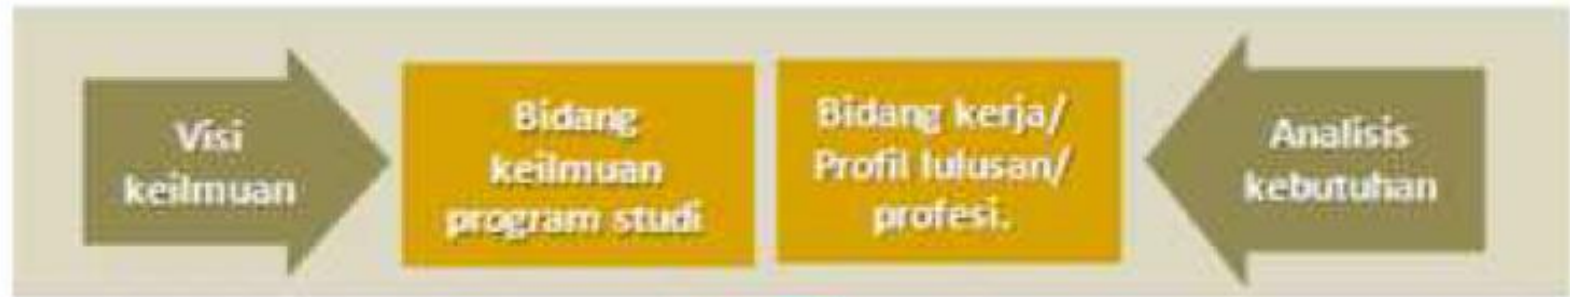 Visi
keilmuan
Bidang
keilmuan
program studi
Bidang kerja/
Profil lulusan/
profesi.
Analisis
kebutuhan